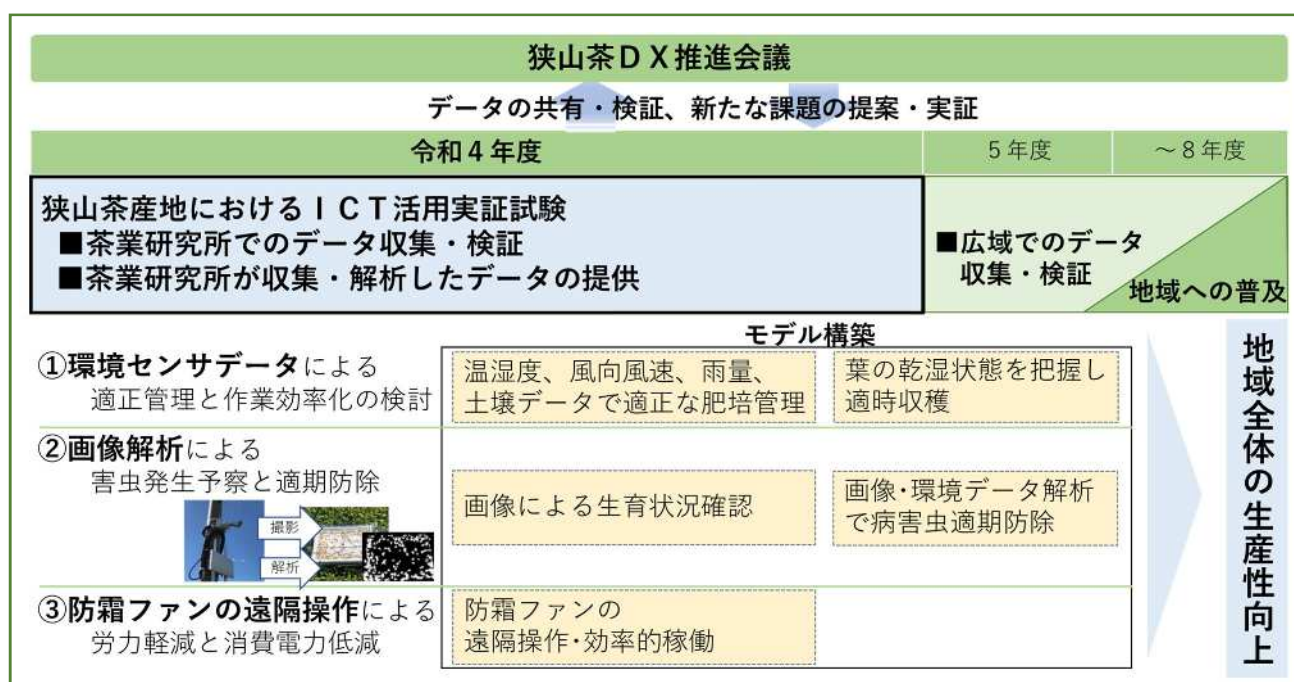 狭山茶ＤＸ推進会議
データの共有・検証、新たな課題の提案・実証
令和４年度
５年度
～８年度
狭山茶産地におけるＩＣＴ活用実証試験
■茶業研究所でのデータ収集・検証
■茶業研究所が収集・解析したデータの提供
■広域でのデータ
収集・検証
地域への普及
モデル構築
①環境センサデータによる
適正管理と作業効率化の検討
温湿度、風向風速、雨量、
土壌データで適正な肥培管理
葉の乾湿状態を把握し
適時収穫
②画像解析による
害虫発生予察と適期防除
撮影
解析
画像による生育状況確認
画像・環境データ解析
で病害虫適期防除
③防霜ファンの遠隔操作による
労力軽減と消費電力低減
防霜ファンの
遠隔操作・効率的稼働
地域全体の生産性向上